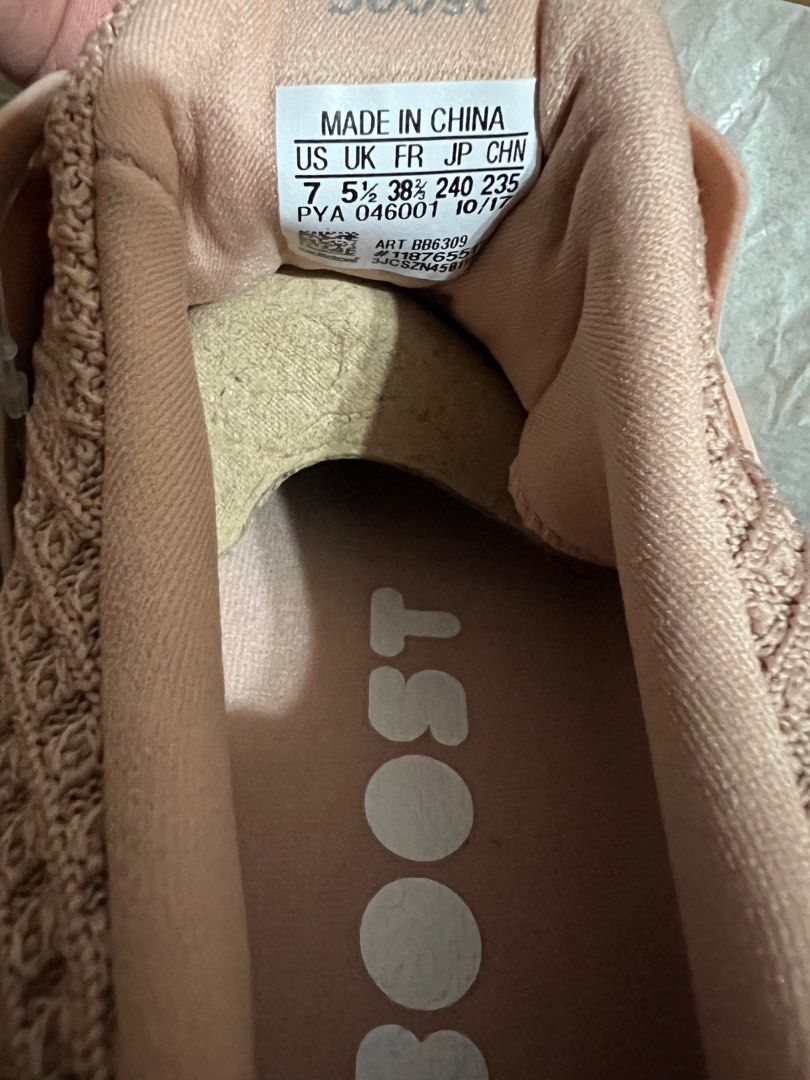 boost
MADE IN CHINA
US UK FR JP CHN
7 5½ 38⅔ 240 235
PYA 046001 10/17
ART BB6309
BOOST